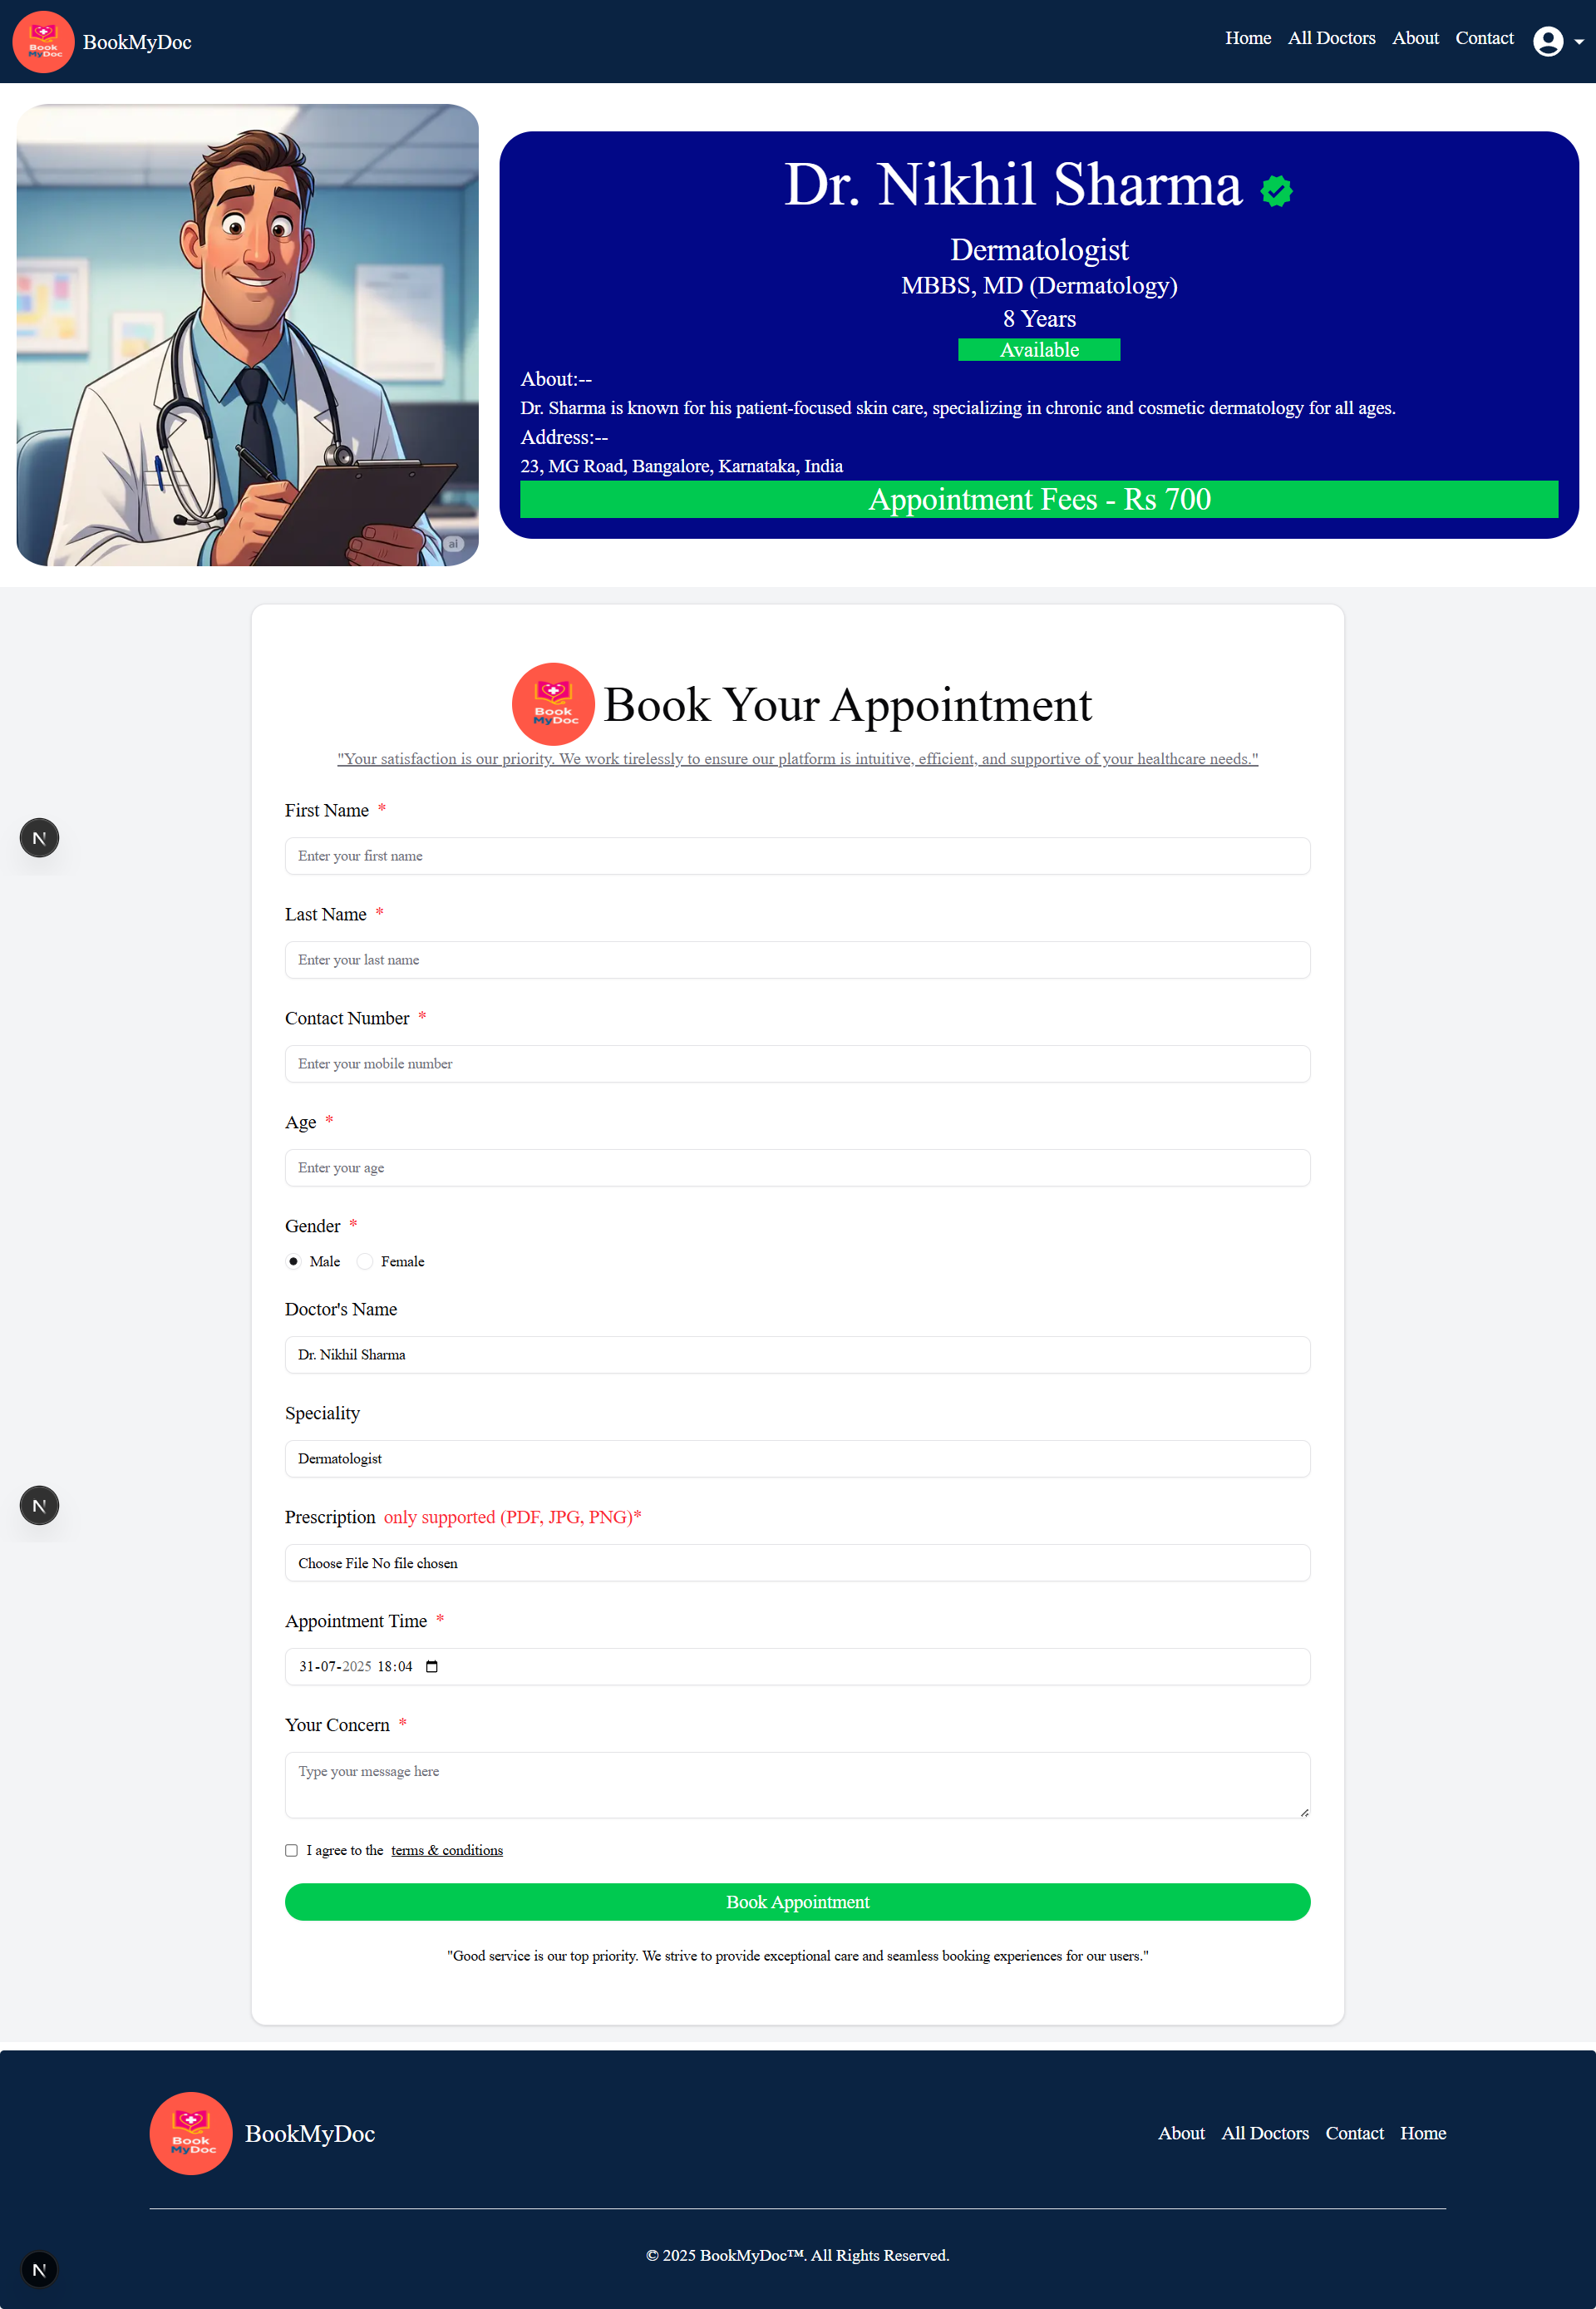 Book
MyDoc
BookMyDoc
Home All Doctors About Contact
ai
Dr. Nikhil Sharma
Dermatologist
MBBS, MD (Dermatology)
8 Years
Available
About:--
Dr. Sharma is known for his patient-focused skin care, specializing in chronic and cosmetic dermatology for all ages.
Address:--
23, MG Road, Bangalore, Karnataka, India
Appointment Fees - Rs 700
Book
MyDoc
Book Your Appointment
"Your satisfaction is our priority. We work tirelessly to ensure our platform is intuitive, efficient, and supportive of your healthcare needs."
First Name *
Enter your first name
N
Last Name *
Enter your last name
Contact Number *
Enter your mobile number
Age *
Enter your age
Gender *
Male Female
Doctor's Name
Dr. Nikhil Sharma
Speciality
Dermatologist
N
Prescription only supported (PDF, JPG, PNG)*
Choose File No file chosen
Appointment Time *
31-07-2025 18:04
Your Concern *
Type your message here
I agree to the terms & conditions
Book Appointment
"Good service is our top priority. We strive to provide exceptional care and seamless booking experiences for our users."
Book
MyDoc
BookMyDoc
About All Doctors Contact Home
© 2025 BookMyDoc™. All Rights Reserved.
N